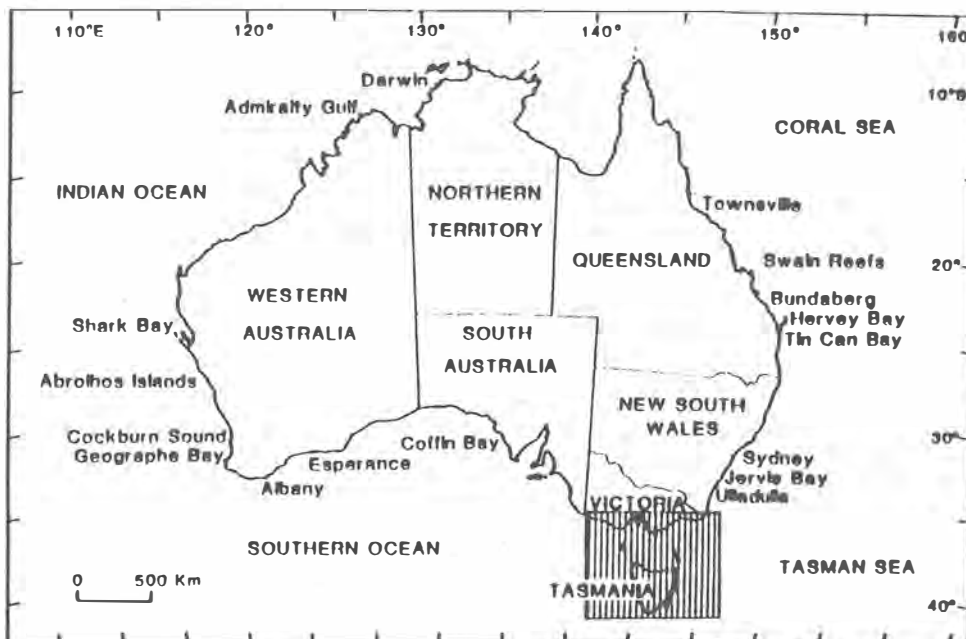 110°E 120° 130° 140° 150° 160
Darwin
Admiralty Gulf
10°S
CORAL SEA
INDIAN OCEAN
NORTHERN
TERRITORY
Townsville
QUEENSLAND
Swain Reefs
20°
WESTERN
AUSTRALIA
Bundaberg
Hervey Bay
Tin Can Bay
Shark Bay
SOUTH
AUSTRALIA
Abrolhos Islands
NEW SOUTH
WALES
Cockburn Sound
Geographe Bay
Coffin Bay
30°
Esperance
Albany
Sydney
Jervis Bay
Ulladulla
VICTORIA
SOUTHERN OCEAN
TASMAN SEA
0 500 Km
TASMANIA
40°